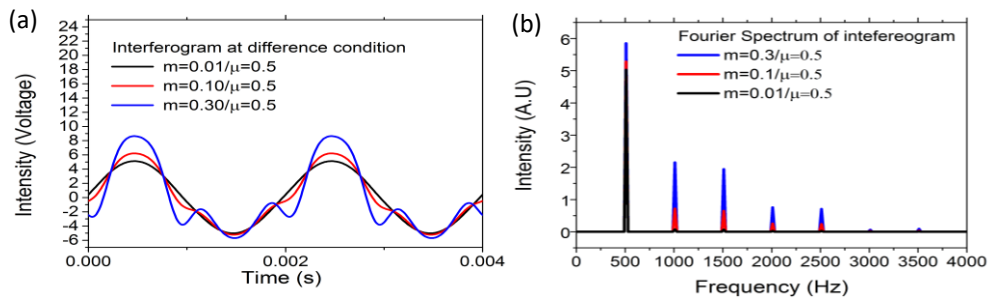 (a)
24
22
20
18
16
14
12
10
8
6
4
2
0
-2
-4
-6
Intensity (Voltage)
Interferogram at difference condition
m=0.01/μ=0.5
m=0.10/μ=0.5
m=0.30/μ=0.5
0.000 0.002 0.004
Time (s)
(b)
6
5
4
3
2
1
0
Intensity (A.U)
Fourier Spectrum of intefereogram
m=0.3/μ=0.5
m=0.1/μ=0.5
m=0.01/μ=0.5
0 500 1000 1500 2000 2500 3000 3500 4000
Frequency (Hz)